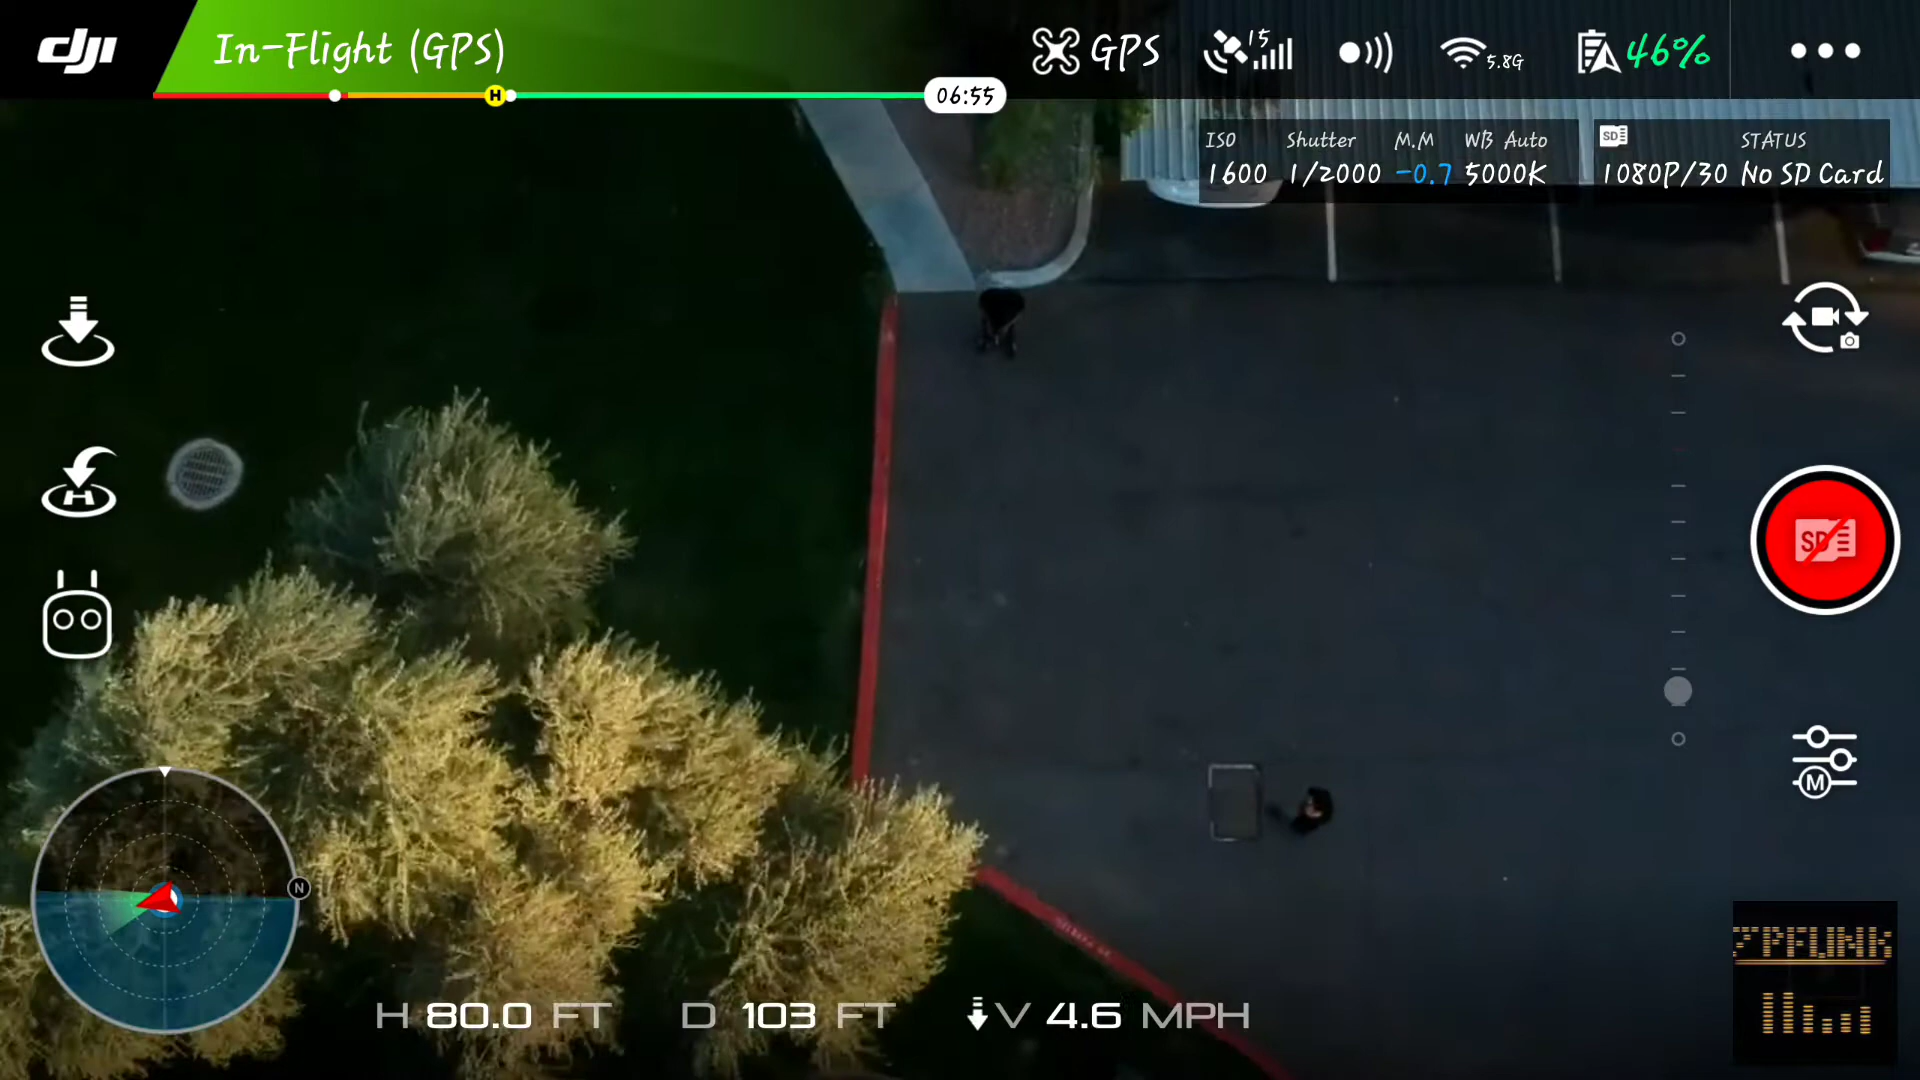 dji
In-Flight (GPS)
GPS
15
5.8G
46%
H
06:55
ISO
1600
Shutter
1/2000
M.M
-0.7
WB Auto
5000K
SD
1080P/30
STATUS
No SD Card
H
SD
M
N
ZPFUNK
H 80.0 FT
D 103 FT
V 4.6 MPH